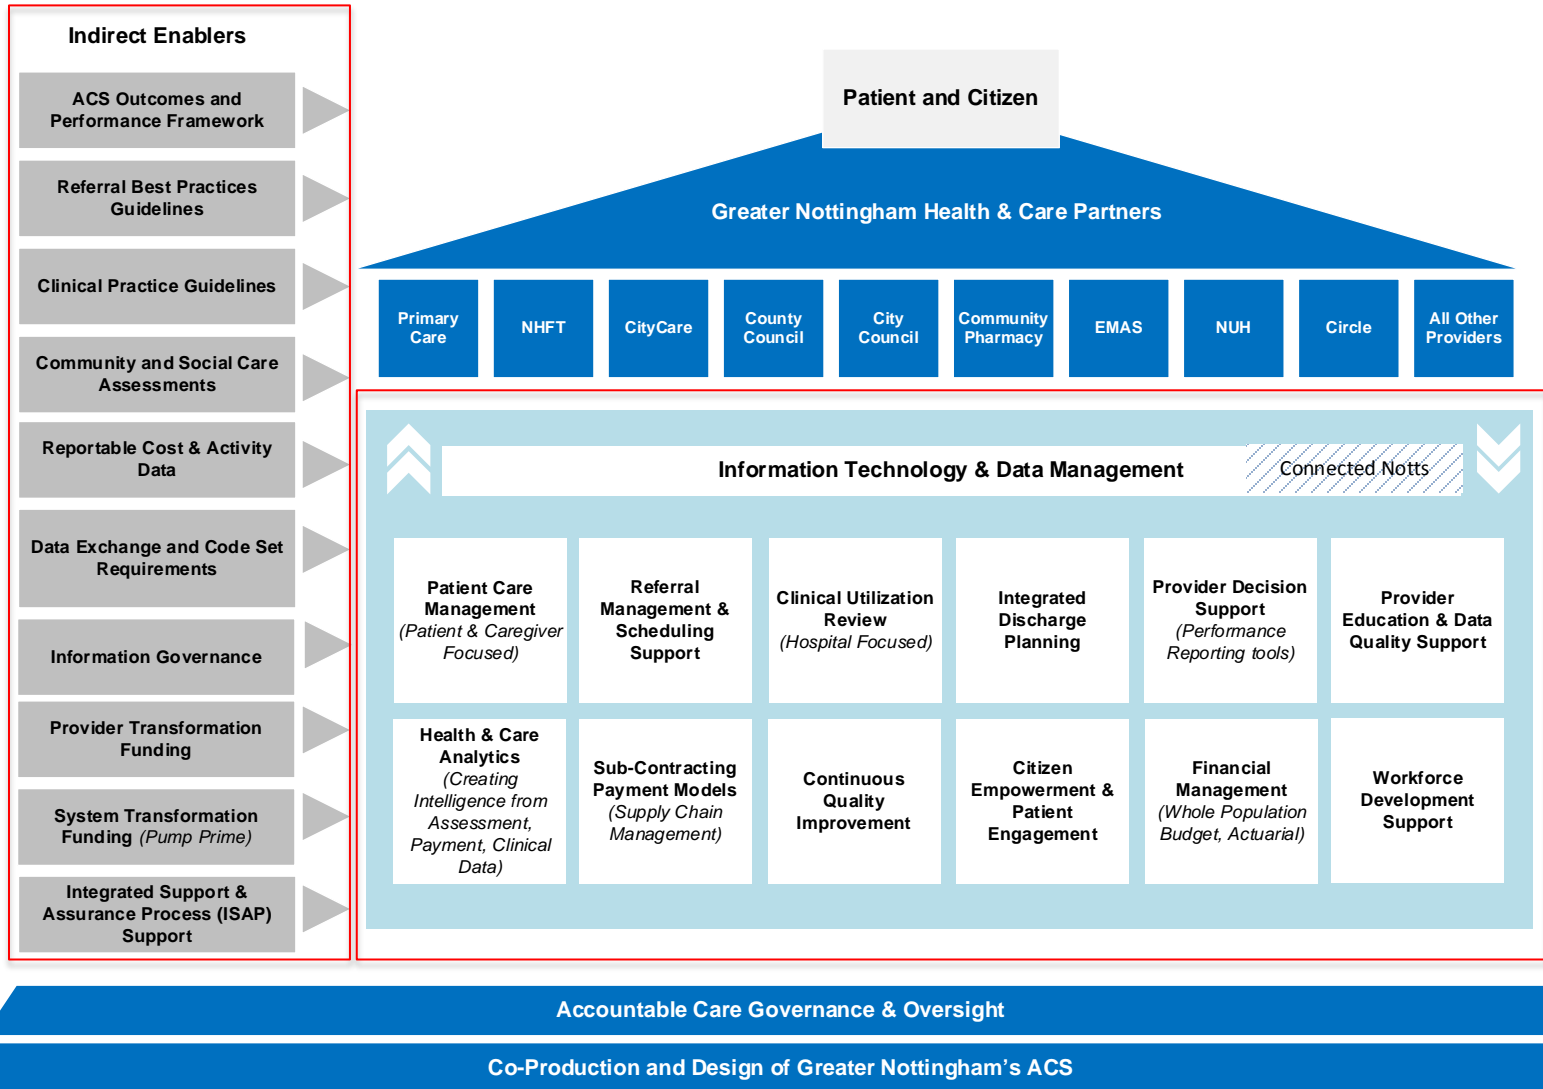 Indirect Enablers
ACS Outcomes and
Performance Framework
Referral Best Practices
Guidelines
Clinical Practice Guidelines
Community and Social Care
Assessments
Reportable Cost & Activity
Data
Data Exchange and Code Set
Requirements
Information Governance
Provider Transformation
Funding
System Transformation
Funding (Pump Prime)
Integrated Support &
Assurance Process (ISAP)
Support
Patient and Citizen
Greater Nottingham Health & Care Partners
Primary
Care
NHFT
CityCare
County
Council
City
Council
Community
Pharmacy
EMAS
NUH
Circle
All Other
Providers
Information Technology & Data Management
Connected Notts
Patient Care
Management
(Patient & Caregiver
Focused)
Referral
Management &
Scheduling
Support
Clinical Utilization
Review
(Hospital Focused)
Integrated
Discharge
Planning
Provider Decision
Support
(Performance
Reporting tools)
Provider
Education & Data
Quality Support
Health & Care
Analytics
(Creating
Intelligence from
Assessment,
Payment, Clinical
Data)
Sub-Contracting
Payment Models
(Supply Chain
Management)
Continuous
Quality
Improvement
Citizen
Empowerment &
Patient
Engagement
Financial
Management
(Whole Population
Budget, Actuarial)
Workforce
Development
Support
Accountable Care Governance & Oversight
Co-Production and Design of Greater Nottingham’s ACS